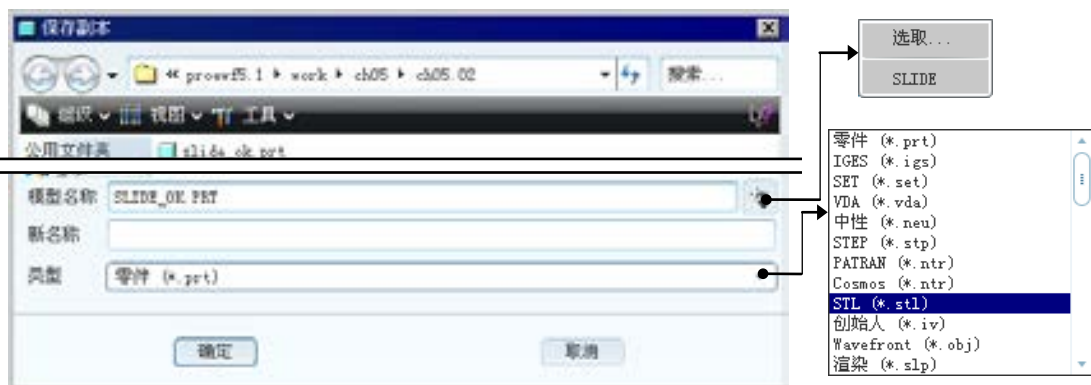 保存副本
« proewf5.1 ▸ work ▸ ch05 ▸ ch05.02
搜索...
组织 视图 工具
公用文件夹
slide_ok.prt
模型名称 SLIDE_OK.PRT
新名称
类型 零件 (*.prt)
确定 取消
选取...
SLIDE
零件 (*.prt)
IGES (*.igs)
SET (*.set)
VDA (*.vda)
中性 (*.neu)
STEP (*.stp)
PATRAN (*.ntr)
Cosmos (*.ntr)
STL (*.stl)
创始人 (*.iv)
Wavefront (*.obj)
渲染 (*.slp)